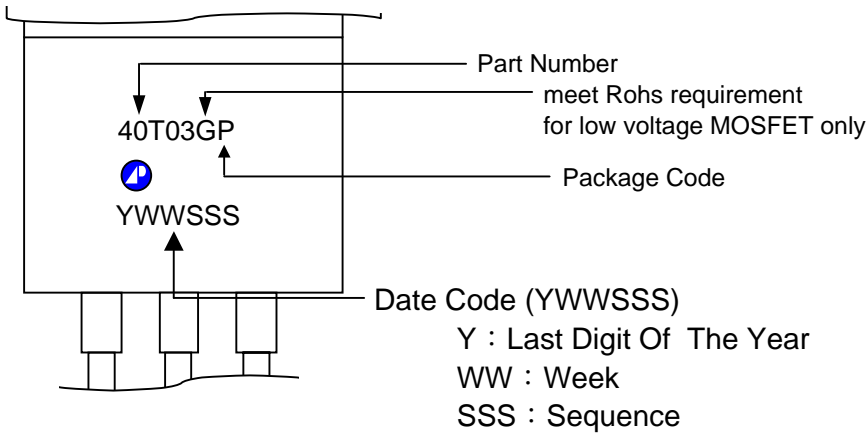 Part Number
meet Rohs requirement
for low voltage MOSFET only
40T03GP
Package Code
YWWSSS
Date Code (YWWSSS)
Y：Last Digit Of The Year
WW：Week
SSS：Sequence